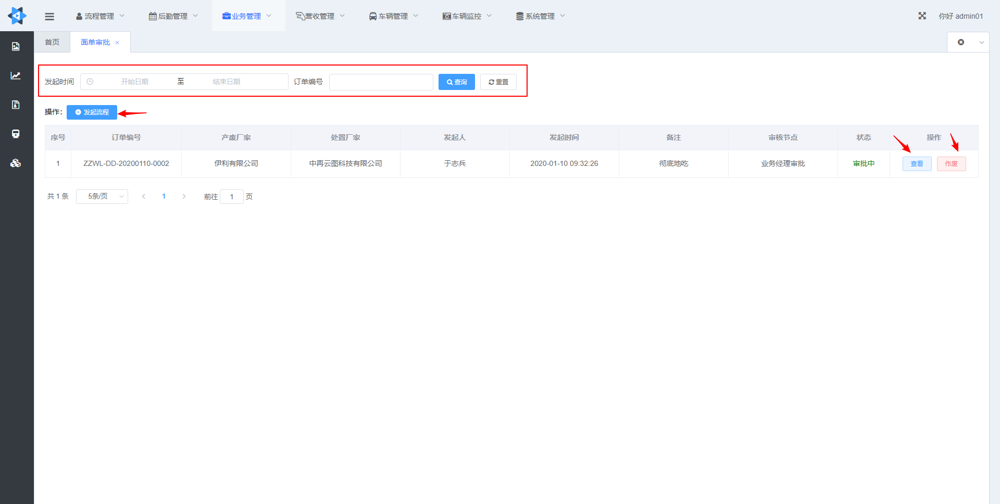 流程管理 后勤管理 业务管理 营收管理 车辆管理 车辆监控 系统管理 你好 admin01
首页 面单审批
发起时间 开始日期 至 结束日期 订单编号 查询 重置
操作: 发起流程
序号 订单编号 产废厂家 处置厂家 发起人 发起时间 备注 审核节点 状态 操作
1 ZZWL-DD-20200110-0002 伊利有限公司 中再云图科技有限公司 于志兵 2020-01-10 09:32:26 彻底地吃 业务经理审批 审批中 查看 作废
共 1 条 5条/页 1 前往 1 页